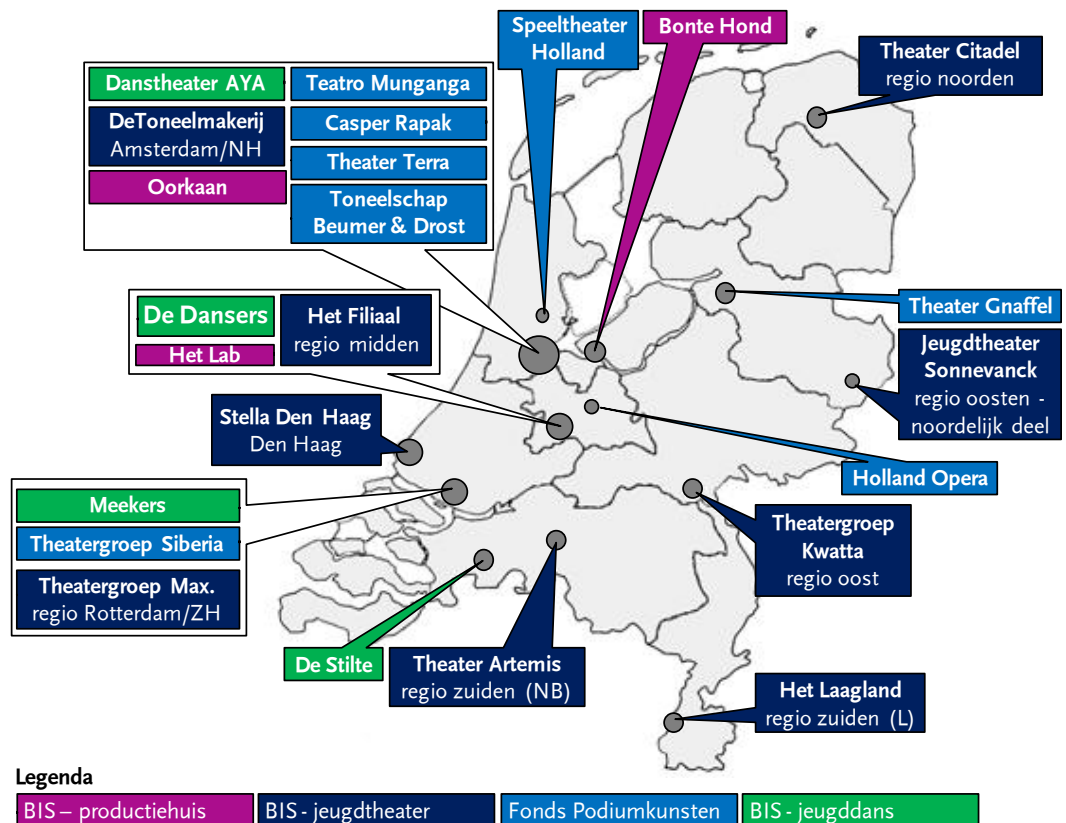 Speeltheater
Holland
Bonte Hond
Theater Citadel
regio noorden
Danstheater AYA
Teatro Munganga
DeToneelmakerij
Amsterdam/NH
Casper Rapak
Theater Terra
Oorkaan
Toneelschap
Beumer & Drost
De Dansers
Het Lab
Het Filiaal
regio midden
Theater Gnaffel
Jeugdtheater
Sonnevanck
regio oosten -
noordelijk deel
Stella Den Haag
Den Haag
Holland Opera
Meekers
Theatergroep Siberia
Theatergroep Max.
regio Rotterdam/ZH
Theatergroep
Kwatta
regio oost
De Stilte
Theater Artemis
regio zuiden (NB)
Het Laagland
regio zuiden (L)
Legenda
BIS – productiehuis
BIS - jeugdtheater
Fonds Podiumkunsten
BIS - jeugddans